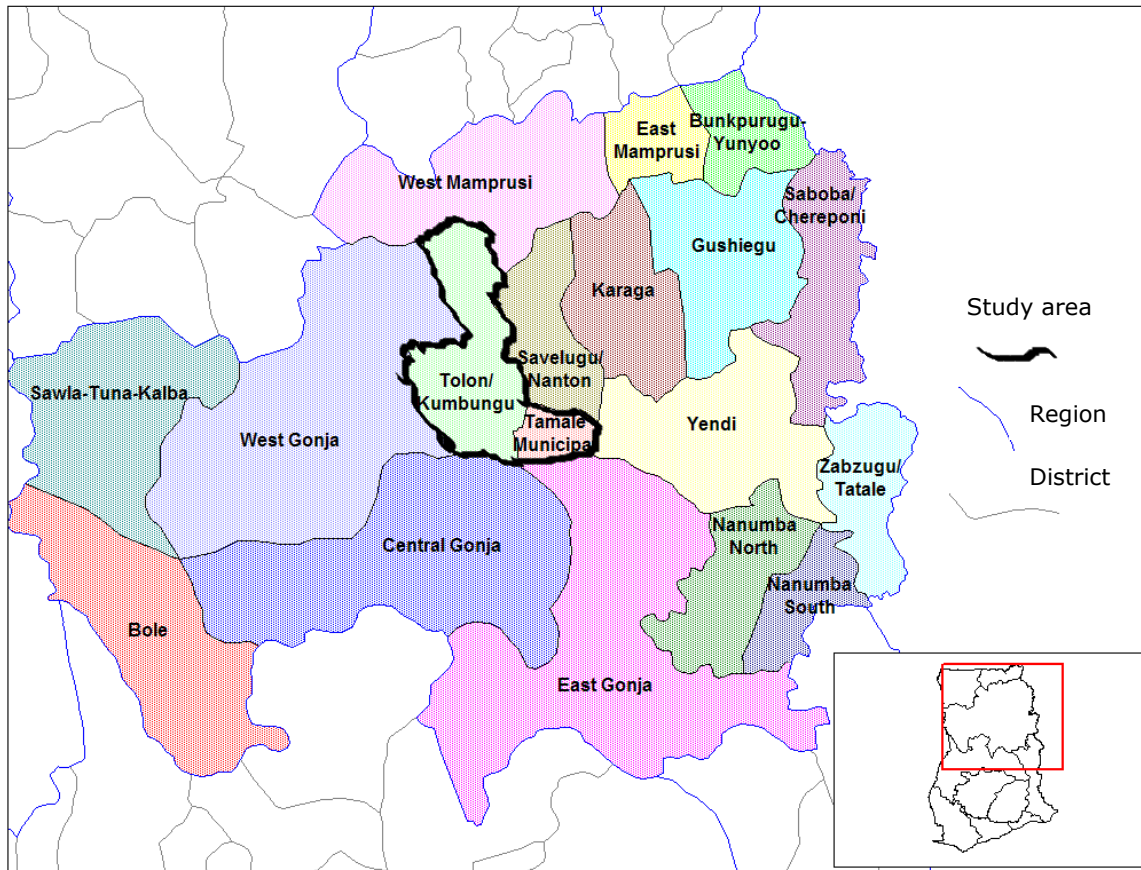 Bunkpurugu-
Yunyoo
East
Mamprusi
West Mamprusi
Saboba/
Chereponi
Gushiegu
Karaga
Study area
Savelugu/
Nanton
Sawla-Tuna-Kalba
Tolon/
Kumbungu
Tamale
Municipal
West Gonja
Yendi
Region
Zabzugu/
Tatale
District
Nanumba
North
Central Gonja
Nanumba
South
Bole
East Gonja